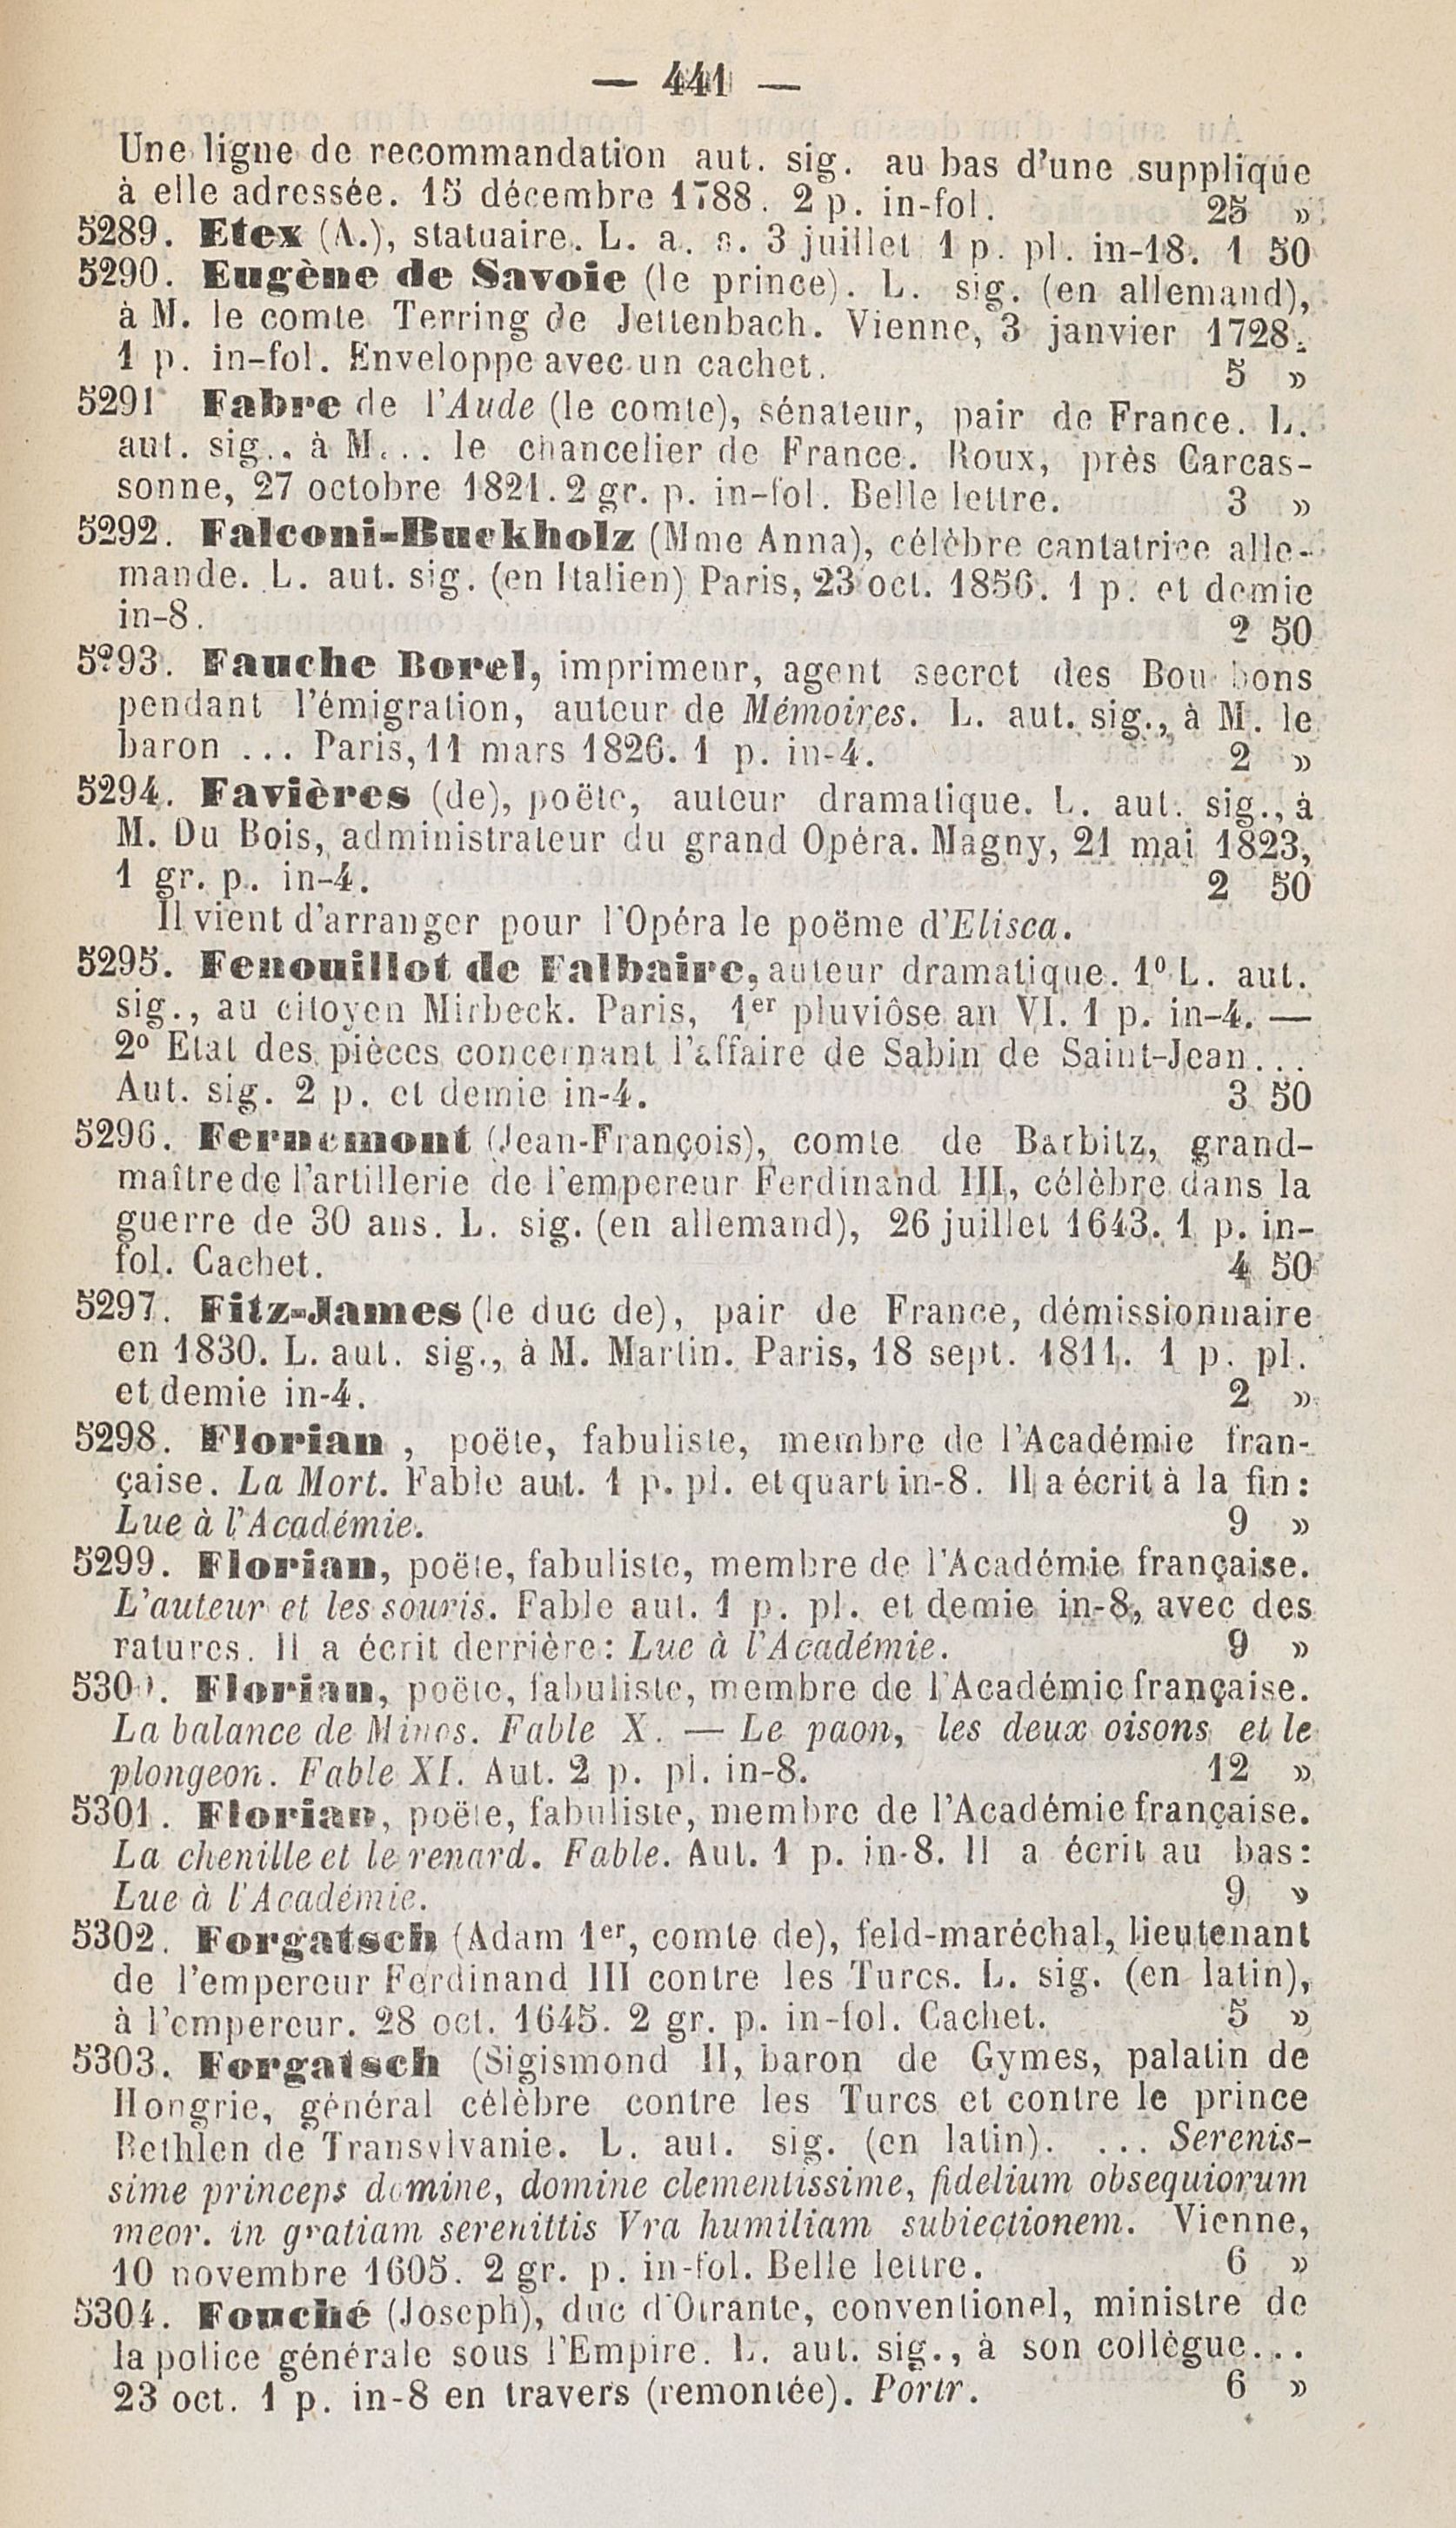 — 441 —
Une ligne de recommandation aut. sig. au bas d'une supplique
à elle adressée. 15 décembre 1788. 2 p. in-fol. 25 »
5289. Etex (A.), statuaire. L. a. s. 3 juillet 1 p. pl. in-18. 1 50
5290. Eugène de Savoie (le prince). L. sig. (en allemand),
à M. le comte Terring de Jettenbach. Vienne, 3 janvier 1728.
1 p. in-fol. Enveloppe avec un cachet. 5 »
5291 Fabre de l'Aude (le comte), sénateur, pair de France. L.
aut. sig., à M... le chancelier de France. Roux, près Carcas-
sonne, 27 octobre 1821. 2 gr. p. in-fol. Belle lettre. 3 »
5292. Falconi-Buckholz (Mme Anna), célèbre cantatrice alle-
mande. L. aut. sig. (en Italien) Paris, 23 oct. 1856. 1 p. et demie
in-8. 2 50
5293. Fauche Borel, imprimeur, agent secret des Bou bons
pendant l'émigration, auteur de Mémoires. L. aut. sig., à M. le
baron ... Paris, 11 mars 1826. 1 p. in-4. 2 »
5294. Favières (de), poëte, auteur dramatique. L. aut. sig., à
M. Du Bois, administrateur du grand Opéra. Magny, 21 mai 1823,
1 gr. p. in-4. 2 50
Il vient d'arranger pour l'Opéra le poëme d'Elisca.
5295. Fenouillot de Falbaire, auteur dramatique. 1º L. aut.
sig., au citoyen Mirbeck. Paris, 1er pluviôse an VI. 1 p. in-4. —
2º Etat des pièces concernant l'affaire de Sabin de Saint-Jean...
Aut. sig. 2 p. et demie in-4. 3 50
5296. Fernemont (Jean-François), comte de Barbitz, grand-
maître de l'artillerie de l'empereur Ferdinand III, célèbre dans la
guerre de 30 ans. L. sig. (en allemand), 26 juillet 1643. 1 p. in-
fol. Cachet. 4 50
5297. Fitz-James (le duc de), pair de France, démissionnaire
en 1830. L. aut. sig., à M. Martin. Paris, 18 sept. 1811. 1 p. pl.
et demie in-4. 2 »
5298. Florian , poëte, fabuliste, membre de l'Académie fran-
çaise. La Mort. Fable aut. 1 p. pl. et quart in-8. Il a écrit à la fin :
Lue à l'Académie. 9 »
5299. Florian, poëte, fabuliste, membre de l'Académie française.
L'auteur et les souris. Fable aut. 1 p. pl. et demie in-8, avec des
ratures. Il a écrit derrière : Lue à l'Académie. 9 »
5300. Florian, poëte, fabuliste, membre de l'Académie française.
La balance de Minos. Fable X. — Le paon, les deux oisons et le
plongeon. Fable XI. Aut. 2 p. pl. in-8. 12 »
5301. Florian, poëte, fabuliste, membre de l'Académie française.
La chenille et le renard. Fable. Aut. 1 p. in-8. Il a écrit au bas :
Lue à l'Académie. 9 »
5302. Forgatsch (Adam 1er, comte de), feld-maréchal, lieutenant
de l'empereur Ferdinand III contre les Turcs. L. sig. (en latin),
à l'empereur. 28 oct. 1645. 2 gr. p. in-fol. Cachet. 5 »
5303. Forgatsch (Sigismond II, baron de Gymes, palatin de
Hongrie, général célèbre contre les Turcs et contre le prince
Bethlen de Transylvanie. L. aut. sig. (en latin). ... Serenis-
sime princeps domine, domine clementissime, fidelium obsequiorum
meor. in gratiam serenittis Vra humiliam subiectionem. Vienne,
10 novembre 1605. 2 gr. p. in-fol. Belle lettre. 6 »
5304. Fouché (Joseph), duc d'Otrante, conventionel, ministre de
la police générale sous l'Empire. L. aut. sig., à son collègue...
23 oct. 1 p. in-8 en travers (remontée). Portr. 6 »